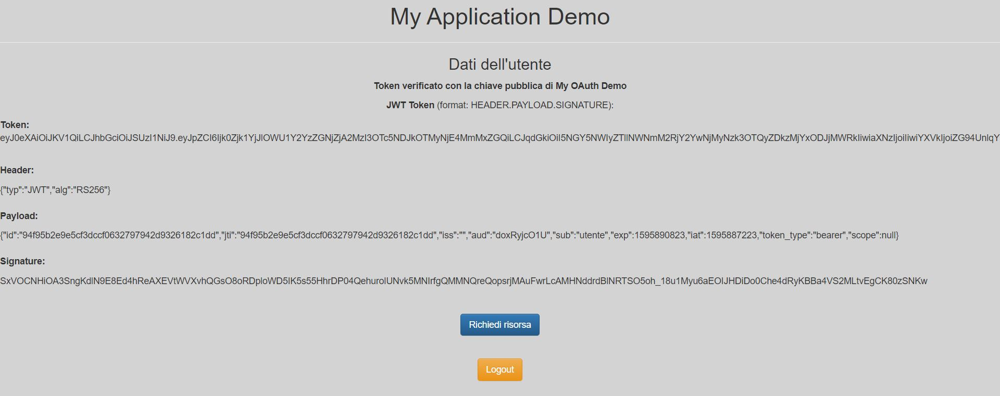 My Application Demo
Dati dell'utente
Token verificato con la chiave pubblica di My OAuth Demo
JWT Token (format: HEADER.PAYLOAD.SIGNATURE):
Token:
eyJ0eXAiOiJKV1QiLCJhbGciOiJSUzI1NiJ9.eyJpZCI6Ijk0Zjk1YjJlOWU1Y2YzZGNjZjA2MzI3OTc5NDJkOTMyNjE4MmMxZGQiLCJqdGkiOiI5NGY5NWIyZTllNWNmM2RjY2YwNjMyNzk3OTQyZDkzMjYxODJjMWRkIiwiaXNzIjoiIiwiYXVkIjoiZG94UnlqY
Header:
{"typ":"JWT","alg":"RS256"}
Payload:
{"id":"94f95b2e9e5cf3dccf0632797942d9326182c1dd","jti":"94f95b2e9e5cf3dccf0632797942d9326182c1dd","iss":"","aud":"doxRyjcO1U","sub":"utente","exp":1595890823,"iat":1595887223,"token_type":"bearer","scope":null}
Signature:
SxVOCNHiOA3SngKdlN9E8Ed4hReAXEVtWVXvhQGsO8oRDploWD5IK5s55HhrDP04QehurolUNvk5MNIrfgQMMNQreQopsrjMAuFwrLcAMHNddrdBlNRTSO5oh_18u1Myu6aEOIJHDiDo0Che4dRyKBBa4VS2MLtvEgCK80zSNKw
Richiedi risorsa
Logout